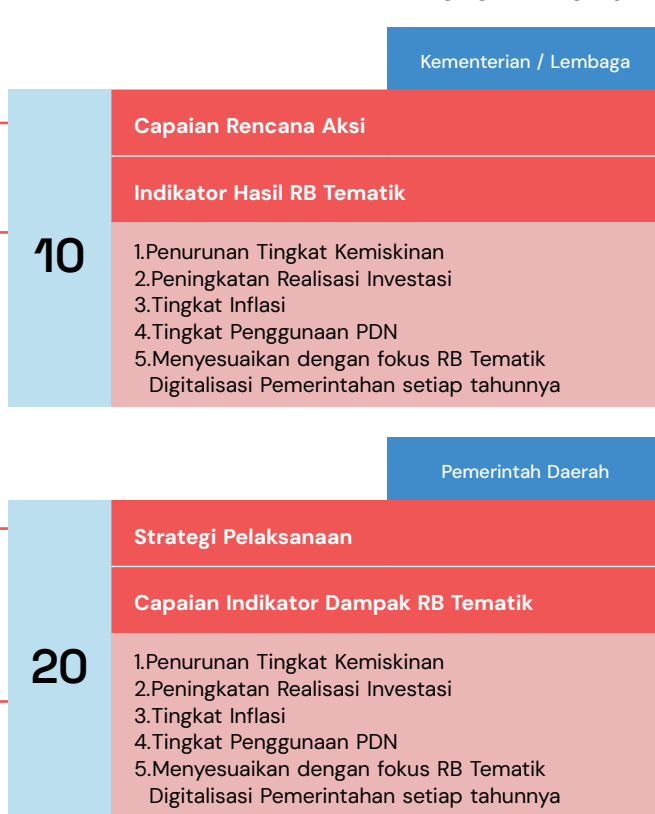 Kementerian / Lembaga
Capaian Rencana Aksi
Indikator Hasil RB Tematik
10
1.Penurunan Tingkat Kemiskinan
2.Peningkatan Realisasi Investasi
3.Tingkat Inflasi
4.Tingkat Penggunaan PDN
5.Menyesuaikan dengan fokus RB Tematik
Digitalisasi Pemerintahan setiap tahunnya
Pemerintah Daerah
Strategi Pelaksanaan
Capaian Indikator Dampak RB Tematik
20
1.Penurunan Tingkat Kemiskinan
2.Peningkatan Realisasi Investasi
3.Tingkat Inflasi
4.Tingkat Penggunaan PDN
5.Menyesuaikan dengan fokus RB Tematik
Digitalisasi Pemerintahan setiap tahunnya